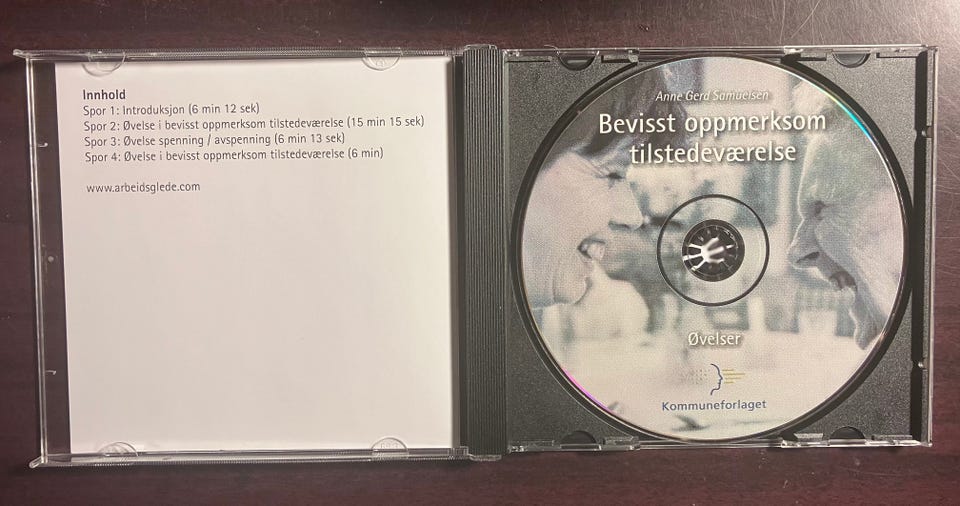 Innhold
Spor 1: Introduksjon (6 min 12 sek)
Spor 2: Øvelse i bevisst oppmerksom tilstedeværelse (15 min 15 sek)
Spor 3: Øvelse spenning / avspenning (6 min 13 sek)
Spor 4: Øvelse i bevisst oppmerksom tilstedeværelse (6 min)
www.arbeidsglede.com
Anne Gerd Samuelsen
Bevisst oppmerksom
tilstedeværelse
Øvelser
Kommuneforlaget